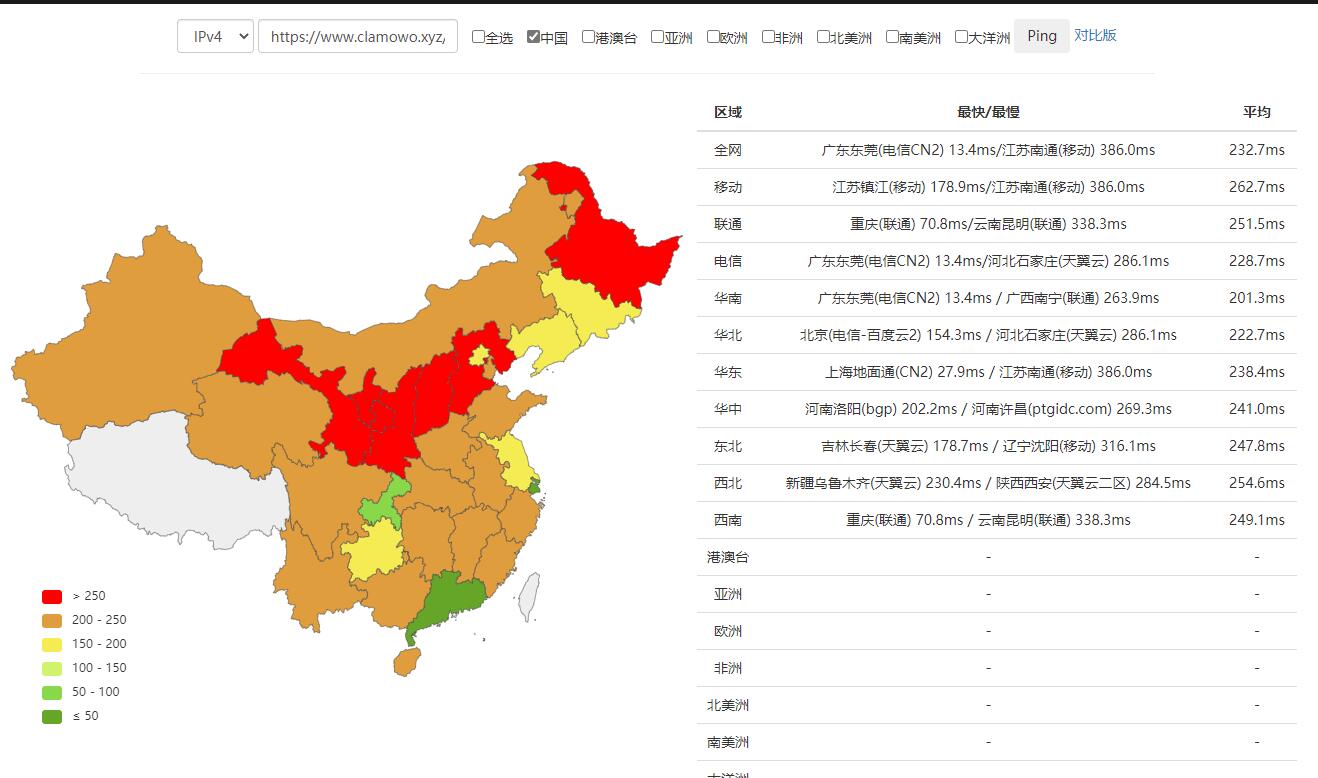 IPv4 https://www.clamowo.xyz, 全选 中国 港澳台 亚洲 欧洲 非洲 北美洲 南美洲 大洋洲 Ping 对比版
区域 最快/最慢 平均
全网 广东东莞(电信CN2) 13.4ms/江苏南通(移动) 386.0ms 232.7ms
移动 江苏镇江(移动) 178.9ms/江苏南通(移动) 386.0ms 262.7ms
联通 重庆(联通) 70.8ms/云南昆明(联通) 338.3ms 251.5ms
电信 广东东莞(电信CN2) 13.4ms/河北石家庄(天翼云) 286.1ms 228.7ms
华南 广东东莞(电信CN2) 13.4ms / 广西南宁(联通) 263.9ms 201.3ms
华北 北京(电信-百度云2) 154.3ms / 河北石家庄(天翼云) 286.1ms 222.7ms
华东 上海地面通(CN2) 27.9ms / 江苏南通(移动) 386.0ms 238.4ms
华中 河南洛阳(bgp) 202.2ms / 河南许昌(ptgidc.com) 269.3ms 241.0ms
东北 吉林长春(天翼云) 178.7ms / 辽宁沈阳(移动) 316.1ms 247.8ms
西北 新疆乌鲁木齐(天翼云) 230.4ms / 陕西西安(天翼云二区) 284.5ms 254.6ms
西南 重庆(联通) 70.8ms / 云南昆明(联通) 338.3ms 249.1ms
港澳台 - -
亚洲 - -
欧洲 - -
非洲 - -
北美洲 - -
南美洲 - -
> 250
200 - 250
150 - 200
100 - 150
50 - 100
≤ 50